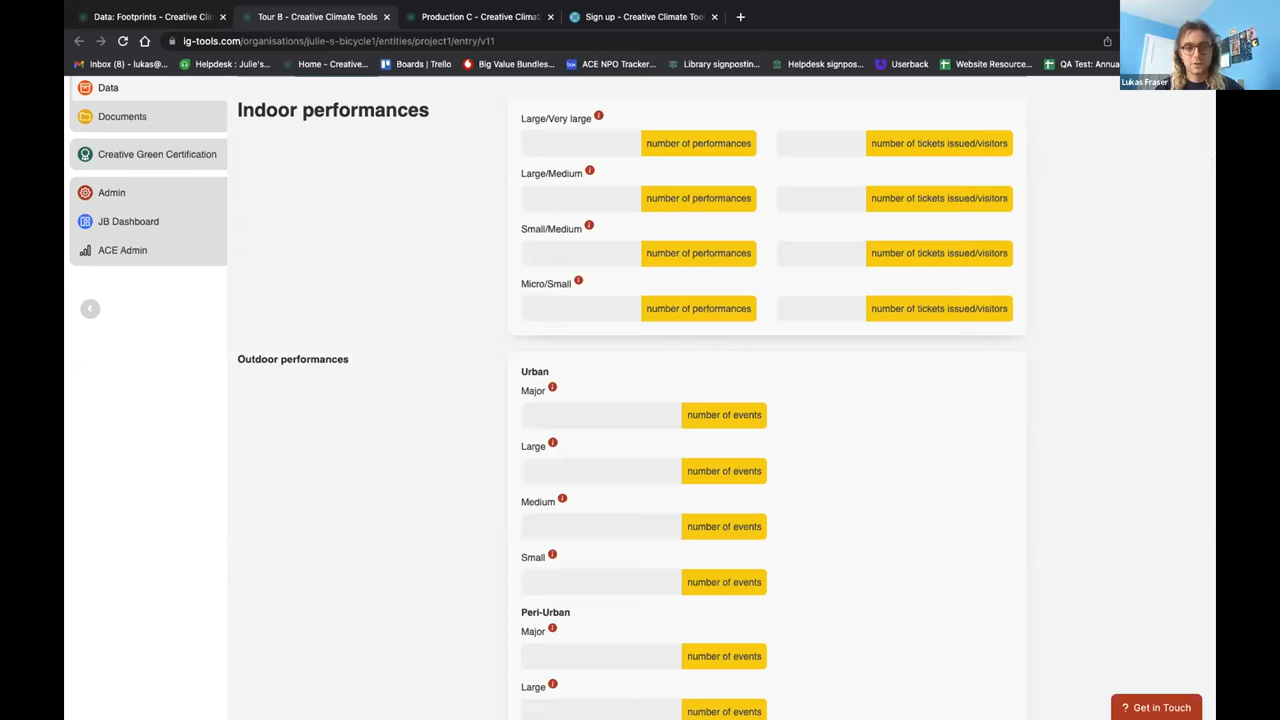 Data: Footprints - Creative Cli
Tour B - Creative Climate Tools
Production C - Creative Climate
Sign up - Creative Climate Too
ig-tools.com/organisations/julie-s-bicycle1/entities/project1/entry/v11
Inbox (8) - lukas@...
Helpdesk : Julie's...
Home - Creative...
Boards | Trello
Big Value Bundles...
ACE NPO Tracker...
Library signposting...
Helpdesk signpos...
Userback
Website Resource...
QA Test: Annua
Lukas Fraser
Data
Documents
Creative Green Certification
Admin
JB Dashboard
ACE Admin
Indoor performances
Large/Very large
number of performances
number of tickets issued/visitors
Large/Medium
number of performances
number of tickets issued/visitors
Small/Medium
number of performances
number of tickets issued/visitors
Micro/Small
number of performances
number of tickets issued/visitors
Outdoor performances
Urban
Major
number of events
Large
number of events
Medium
number of events
Small
number of events
Peri-Urban
Major
number of events
Large
number of events
? Get in Touch